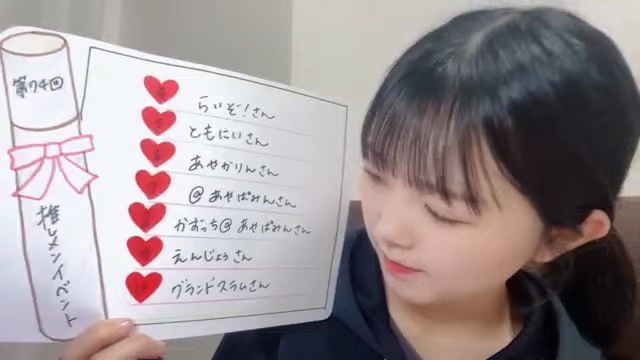 第74回
推しメンイベント
らいぞ!さん
ともにいさん
あやかりんさん
@あやぱみんさん
かずっち@あやぱみんさん
えんじょぅさん
グランドスラムさん